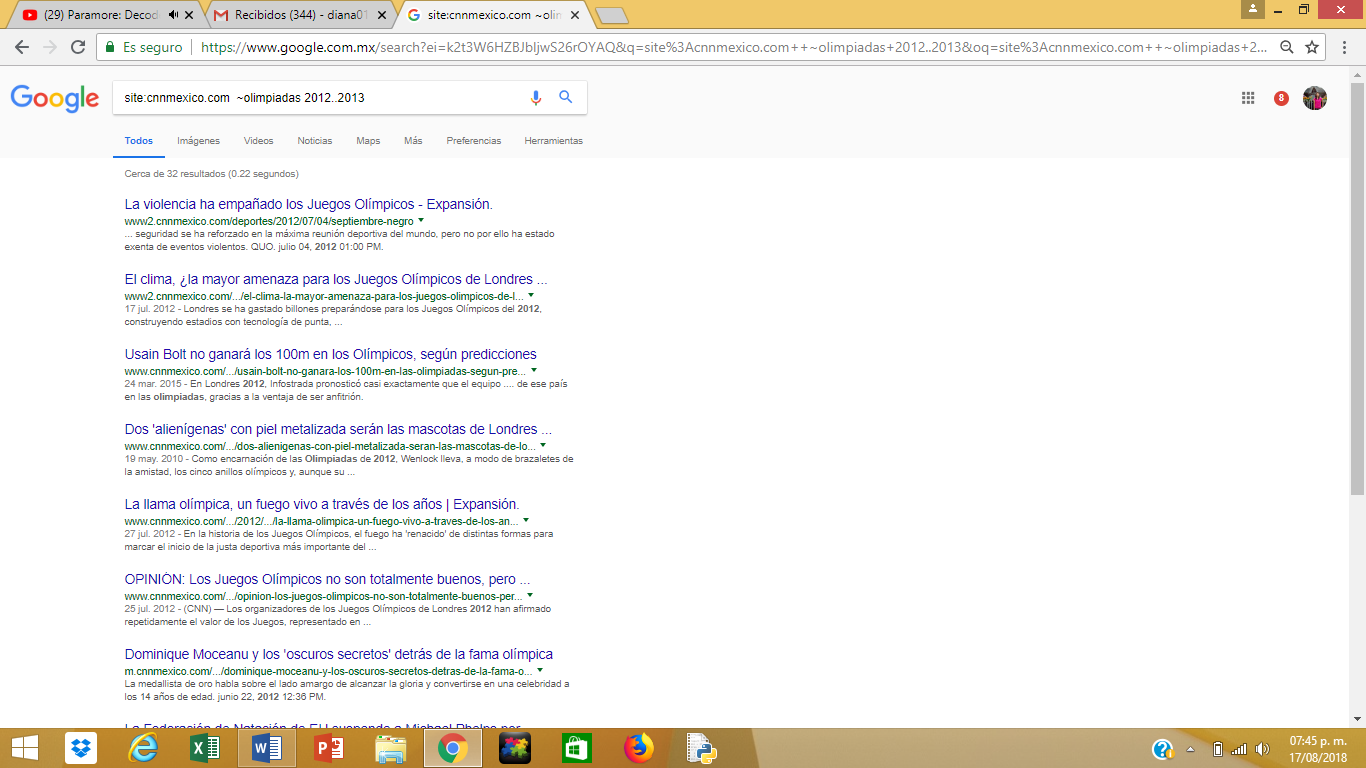 (29) Paramore: Decod
Recibidos (344) - diana01
site:cnnmexico.com ~olim
Es seguro
https://www.google.com.mx/search?ei=k2t3W6HZBJbIjwS26rOYAQ&q=site%3Acnnmexico.com++~olimpiadas+2012..2013&oq=site%3Acnnmexico.com++~olimpiadas+2...
Google
site:cnnmexico.com  ~olimpiadas 2012..2013
8
Todos Imágenes Videos Noticias Maps Más Preferencias Herramientas
Cerca de 32 resultados (0.22 segundos)
La violencia ha empañado los Juegos Olímpicos - Expansión.
www2.cnnmexico.com/deportes/2012/07/04/septiembre-negro
... seguridad se ha reforzado en la máxima reunión deportiva del mundo, pero no por ello ha estado
exenta de eventos violentos. QUO. julio 04, 2012 01:00 PM.
El clima, ¿la mayor amenaza para los Juegos Olímpicos de Londres ...
www2.cnnmexico.com/.../el-clima-la-mayor-amenaza-para-los-juegos-olimpicos-de-l...
17 jul. 2012 - Londres se ha gastado billones preparándose para los Juegos Olímpicos del 2012,
construyendo estadios con tecnología de punta, ...
Usain Bolt no ganará los 100m en los Olímpicos, según predicciones
www.cnnmexico.com/.../usain-bolt-no-ganara-los-100m-en-las-olimpiadas-segun-pre...
24 mar. 2015 - En Londres 2012, Infostrada pronosticó casi exactamente que el equipo .... de ese país
en las olimpiadas, gracias a la ventaja de ser anfitrión.
Dos 'alienígenas' con piel metalizada serán las mascotas de Londres ...
www.cnnmexico.com/.../dos-alienigenas-con-piel-metalizada-seran-las-mascotas-de-lo...
19 may. 2010 - Como encarnación de las Olimpiadas de 2012, Wenlock lleva, a modo de brazaletes de
la amistad, los cinco anillos olímpicos y, aunque su ...
La llama olímpica, un fuego vivo a través de los años | Expansión.
www.cnnmexico.com/.../2012/.../la-llama-olimpica-un-fuego-vivo-a-traves-de-los-an...
27 jul. 2012 - En la historia de los Juegos Olímpicos, el fuego ha 'renacido' de distintas formas para
marcar el inicio de la justa deportiva más importante del ...
OPINIÓN: Los Juegos Olímpicos no son totalmente buenos, pero ...
www.cnnmexico.com/.../opinion-los-juegos-olimpicos-no-son-totalmente-buenos-per...
25 jul. 2012 - (CNN) — Los organizadores de los Juegos Olímpicos de Londres 2012 han afirmado
repetidamente el valor de los Juegos, representado en ...
Dominique Moceanu y los 'oscuros secretos' detrás de la fama olímpica
m.cnnmexico.com/.../dominique-moceanu-y-los-oscuros-secretos-detras-de-la-fama-o...
La medallista de oro habla sobre el lado amargo de alcanzar la gloria y convertirse en una celebridad a
los 14 años de edad. junio 22, 2012 12:36 PM.
La Federación de Natación de EU suspende a Michael Phelps por
07:45 p. m.
17/08/2018